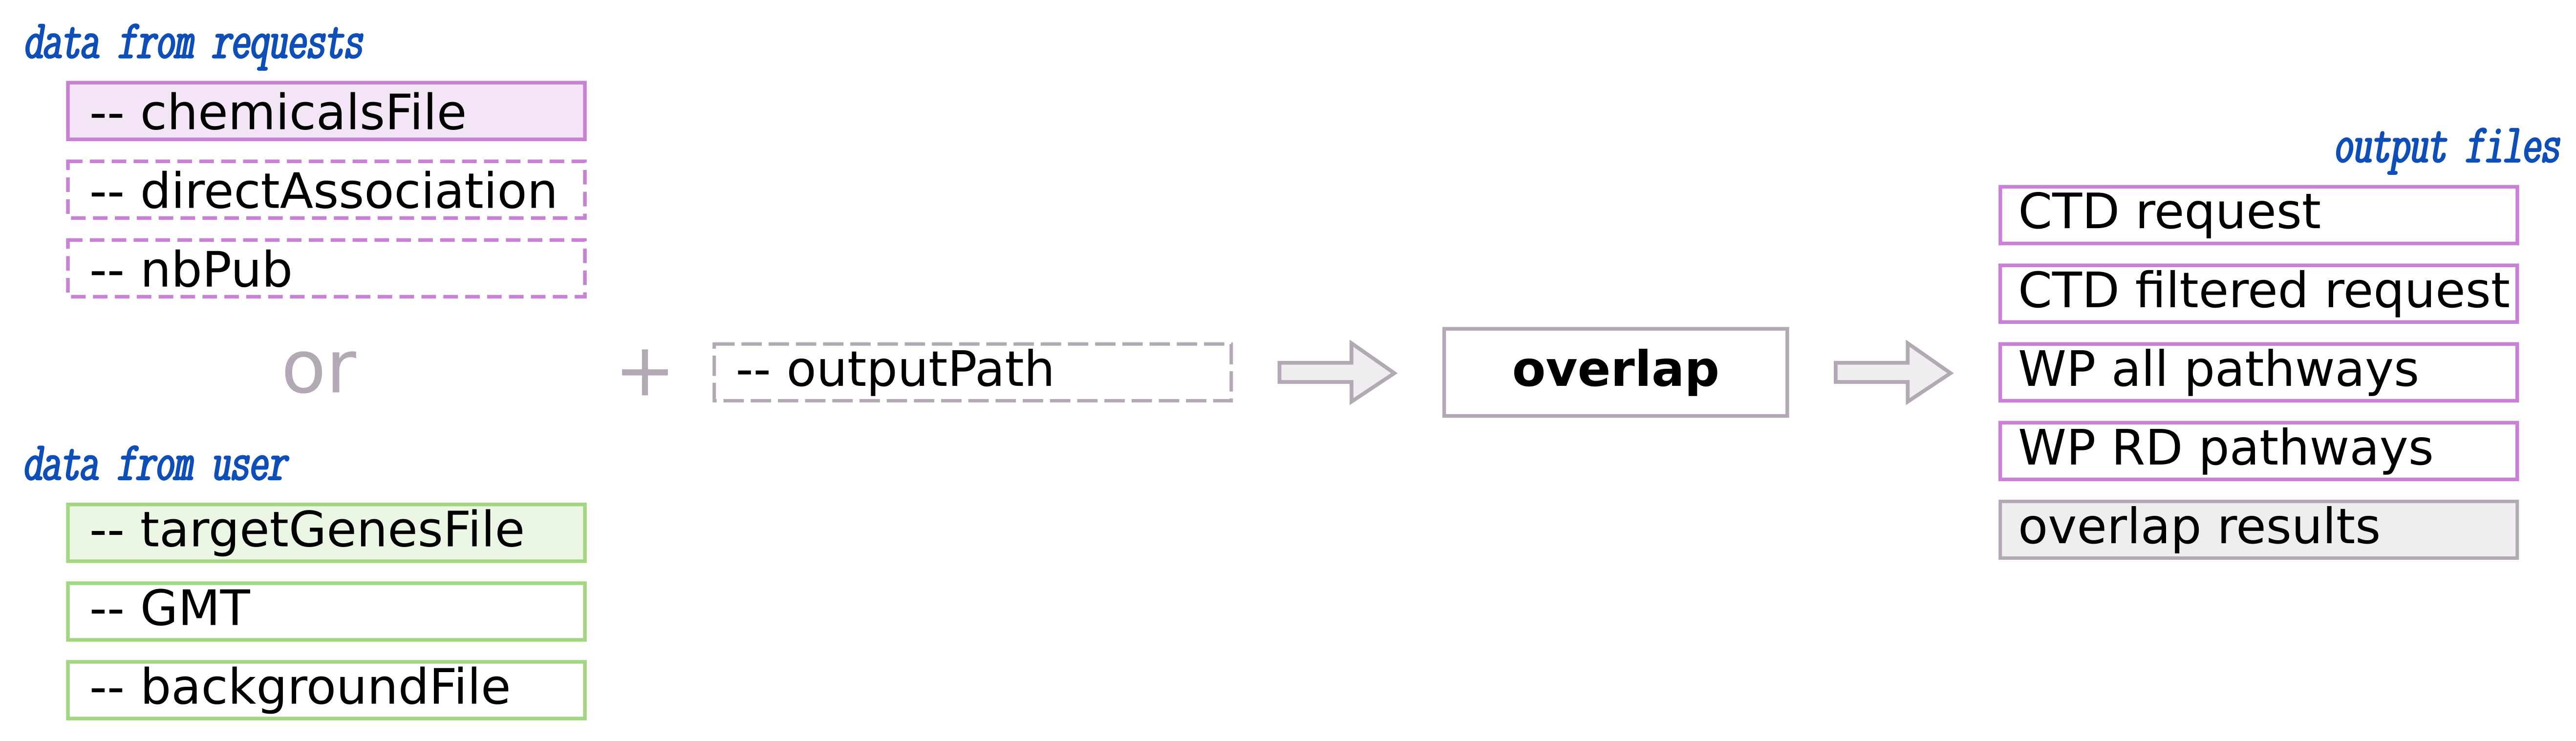 data from requests
-- chemicalsFile
-- directAssociation
-- nbPub
or
data from user
-- targetGenesFile
-- GMT
-- backgroundFile
+
-- outputPath
overlap
output files
CTD request
CTD filtered request
WP all pathways
WP RD pathways
overlap results